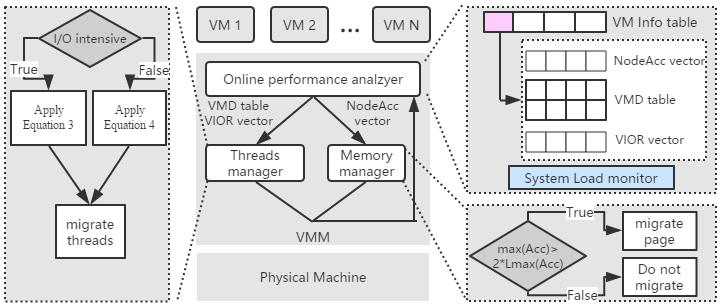 I/O intensive
True
False
Apply
Equation 3
Apply
Equation 4
migrate
threads
VM 1
VM 2
...
VM N
Online performance analzyer
VMD table
VIOR vector
NodeAcc
vector
Threads
manager
Memory
manager
VMM
Physical Machine
VM Info table
NodeAcc vector
VMD table
VIOR vector
System Load monitor
max(Acc)>
2*Lmax(Acc)
True
False
migrate
page
Do not
migrate